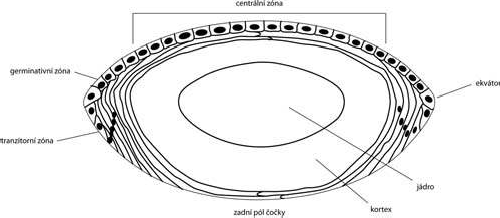 centrální zóna
germinativní zóna
ekvátor
tranzitorní zóna
jádro
kortex
zadní pól čočky